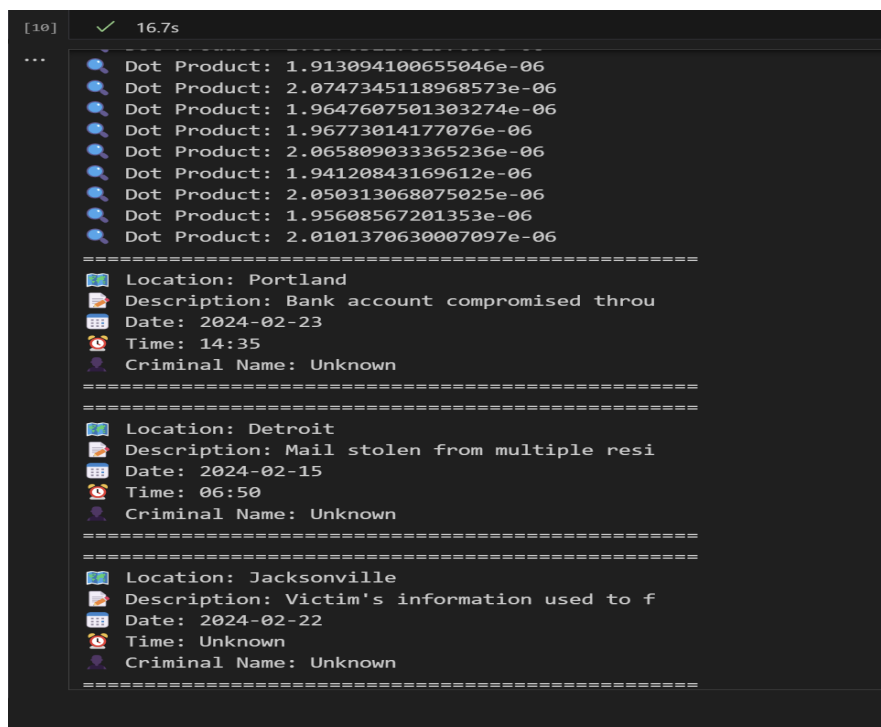 [10] ✓ 16.7s
...
🔍 Dot Product: 1.913094100655046e-06
🔍 Dot Product: 2.0747345118968573e-06
🔍 Dot Product: 1.9647607501303274e-06
🔍 Dot Product: 1.96773014177076e-06
🔍 Dot Product: 2.065809033365236e-06
🔍 Dot Product: 1.94120843169612e-06
🔍 Dot Product: 2.050313068075025e-06
🔍 Dot Product: 1.95608567201353e-06
🔍 Dot Product: 2.0101370630007097e-06
==================================================
🗺️ Location: Portland
📝 Description: Bank account compromised throu
📅 Date: 2024-02-23
⏰ Time: 14:35
👤 Criminal Name: Unknown
==================================================
==================================================
🗺️ Location: Detroit
📝 Description: Mail stolen from multiple resi
📅 Date: 2024-02-15
⏰ Time: 06:50
👤 Criminal Name: Unknown
==================================================
==================================================
🗺️ Location: Jacksonville
📝 Description: Victim's information used to f
📅 Date: 2024-02-22
⏰ Time: Unknown
👤 Criminal Name: Unknown
==================================================